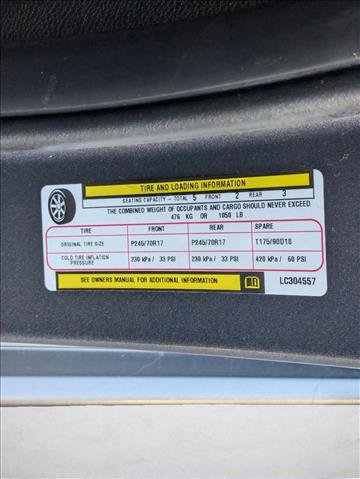 TIRE AND LOADING INFORMATION
SEATING CAPACITY - TOTAL 5 FRONT 2 REAR 3
THE COMBINED WEIGHT OF OCCUPANTS AND CARGO SHOULD NEVER EXCEED
476 KG OR 1050 LB
TIRE FRONT REAR SPARE
ORIGINAL TIRE SIZE P245/70R17 P245/70R17 T175/90D18
COLD TIRE INFLATION PRESSURE 230 kPa / 33 PSI 230 kPa / 33 PSI 420 kPa / 60 PSI
SEE OWNERS MANUAL FOR ADDITIONAL INFORMATION LC304557